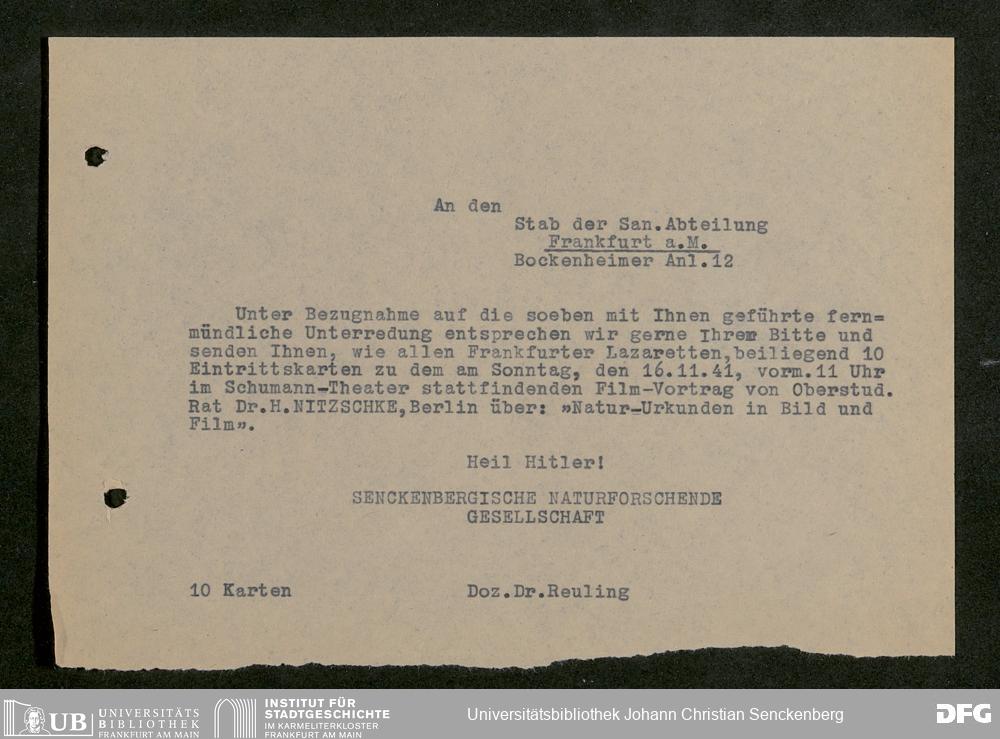 An den
Stab der San.Abteilung
Frankfurt a.M.
Bockenheimer Anl.12
Unter Bezugnahme auf die soeben mit Ihnen geführte fern=
mündliche Unterredung entsprechen wir gerne Ihrer Bitte und
senden Ihnen, wie allen Frankfurter Lazaretten,beiliegend 10
Eintrittskarten zu dem am Sonntag, den 16.11.41, vorm.11 Uhr
im Schumann-Theater stattfindenden Film-Vortrag von Oberstud.
Rat Dr.H.NITZSCHKE,Berlin über: »Natur-Urkunden in Bild und
Film».
Heil Hitler!
SENCKENBERGISCHE NATURFORSCHENDE
GESELLSCHAFT
10 Karten Doz.Dr.Reuling
UB UNIVERSITÄTS
BIBLIOTHEK
FRANKFURT AM MAIN
INSTITUT FÜR
STADTGESCHICHTE
IM KARMELITERKLOSTER
FRANKFURT AM MAIN
Universitätsbibliothek Johann Christian Senckenberg
DFG